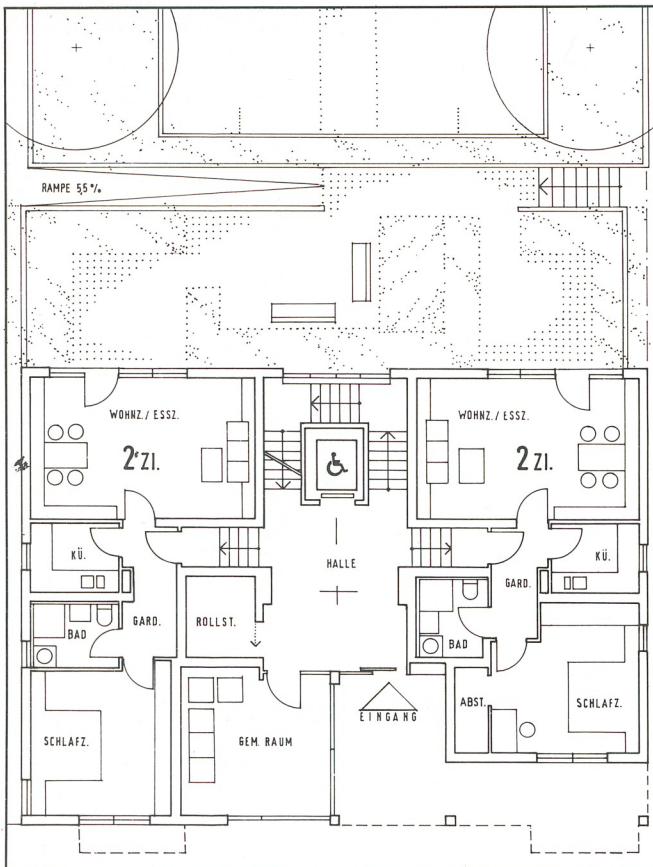 RAMPE 5,5 %
WOHNZ./ ESSZ.
2 ZI.
WOHNZ./ ESSZ.
2 ZI.
KÜ.
HALLE
KÜ.
GARD.
BAD
GARD.
ROLLST.
BAD
ABST.
SCHLAFZ.
EINGANG
SCHLAFZ.
GEM. RAUM